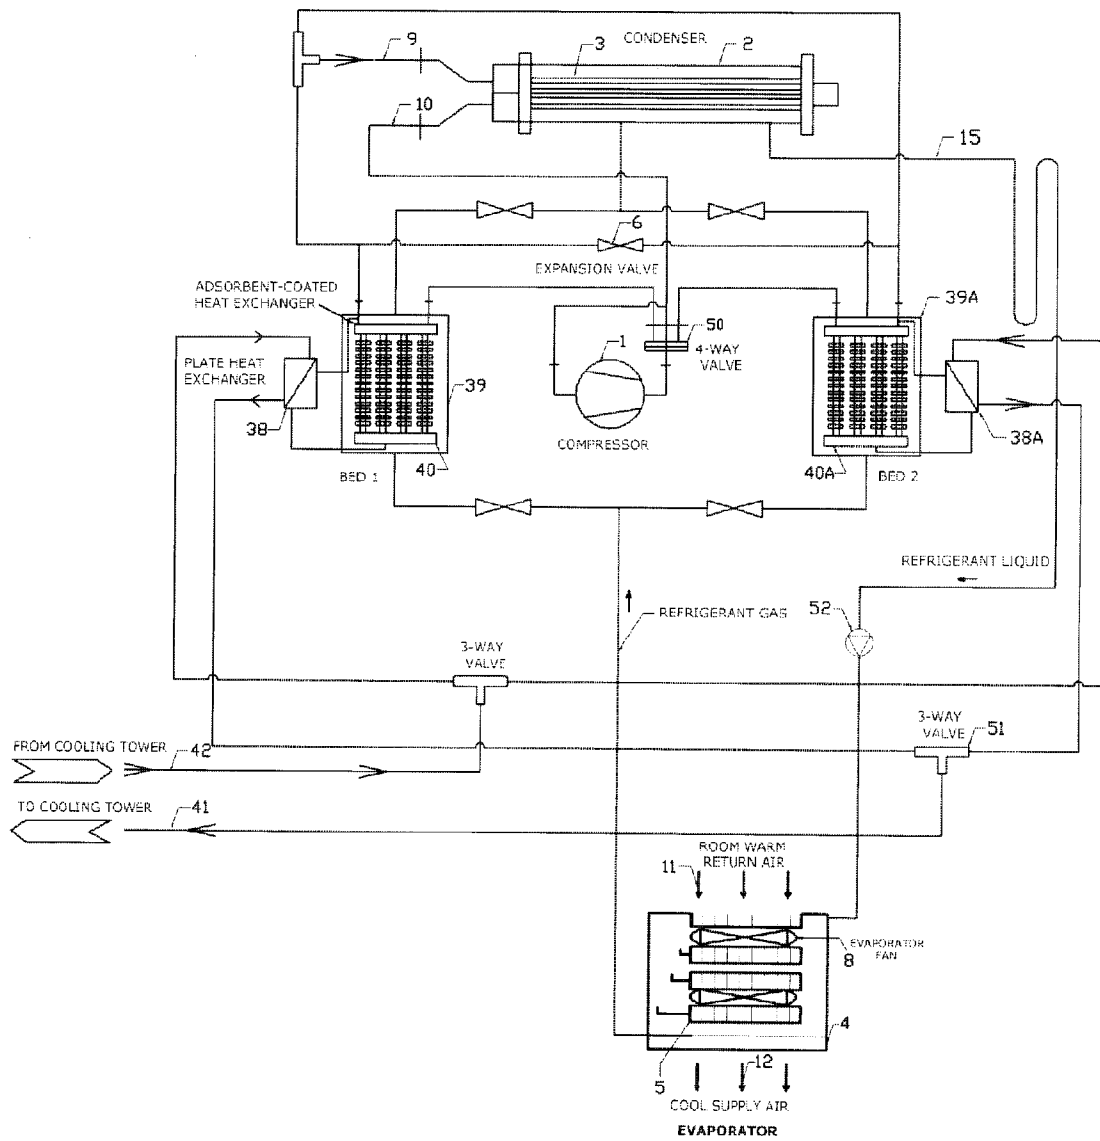 CONDENSER
9
3
2
10
15
6
EXPANSION VALVE
ADSORBENT-COATED
HEAT EXCHANGER
39A
50
1
4-WAY
VALVE
PLATE HEAT
EXCHANGER
39
38
COMPRESSOR
38A
40
40A
BED 1
BED 2
REFRIGERANT LIQUID
52
REFRIGERANT GAS
3-WAY
VALVE
3-WAY
VALVE
51
FROM COOLING TOWER
42
TO COOLING TOWER
41
ROOM WARM
RETURN AIR
11
EVAPORATOR
FAN
8
4
12
5
COOL SUPPLY AIR
EVAPORATOR